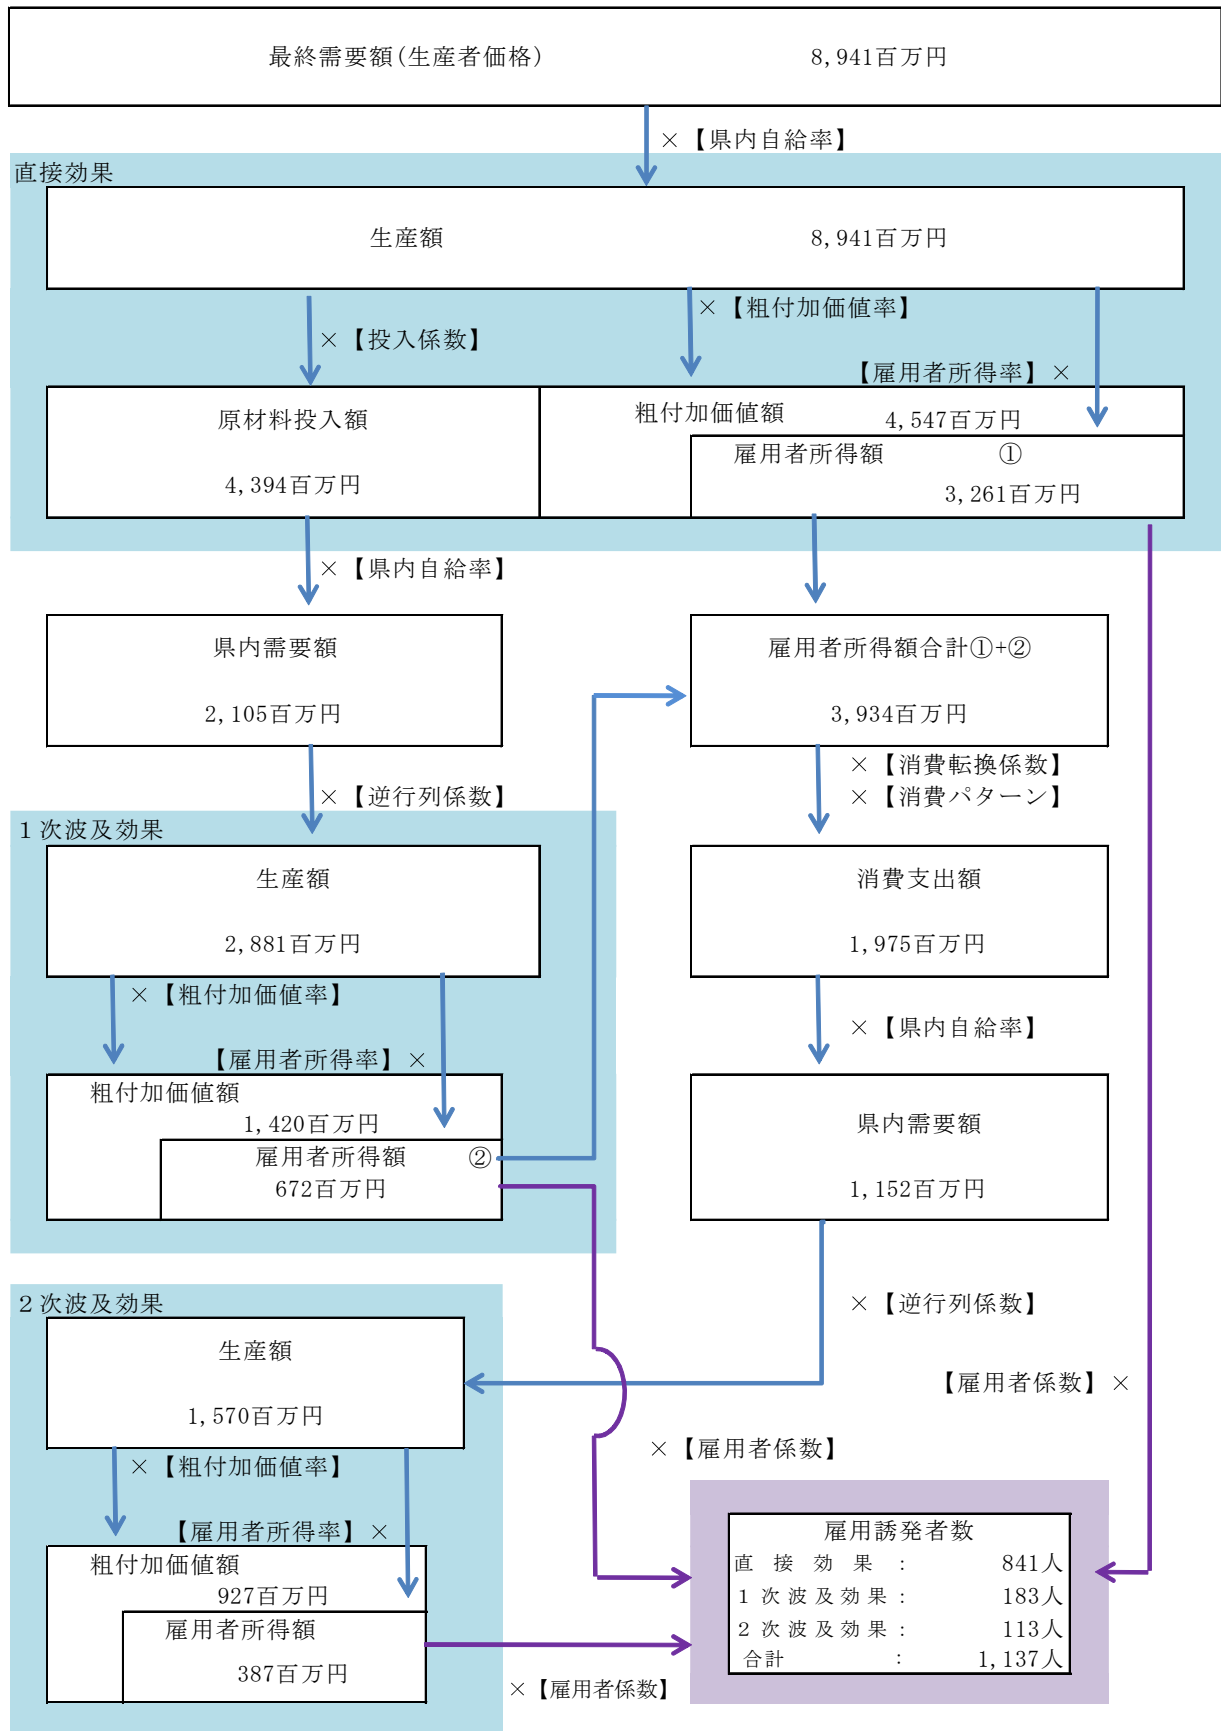 最終需要額(生産者価格) 8,941百万円
×【県内自給率】
直接効果
生産額 8,941百万円
×【粗付加価値率】
×【投入係数】
【雇用者所得率】×
原材料投入額
4,394百万円
粗付加価値額 4,547百万円
雇用者所得額 ①
3,261百万円
×【県内自給率】
県内需要額
2,105百万円
雇用者所得額合計①+②
3,934百万円
×【消費転換係数】
×【消費パターン】
×【逆行列係数】
1次波及効果
生産額
2,881百万円
消費支出額
1,975百万円
×【粗付加価値率】
×【県内自給率】
【雇用者所得率】×
粗付加価値額
1,420百万円
雇用者所得額 ②
672百万円
県内需要額
1,152百万円
2次波及効果
×【逆行列係数】
生産額
1,570百万円
【雇用者係数】×
×【雇用者係数】
×【粗付加価値率】
【雇用者所得率】×
粗付加価値額
927百万円
雇用者所得額
387百万円
×【雇用者係数】
雇用誘発者数
直接効果: 841人
1次波及効果: 183人
2次波及効果: 113人
合計: 1,137人